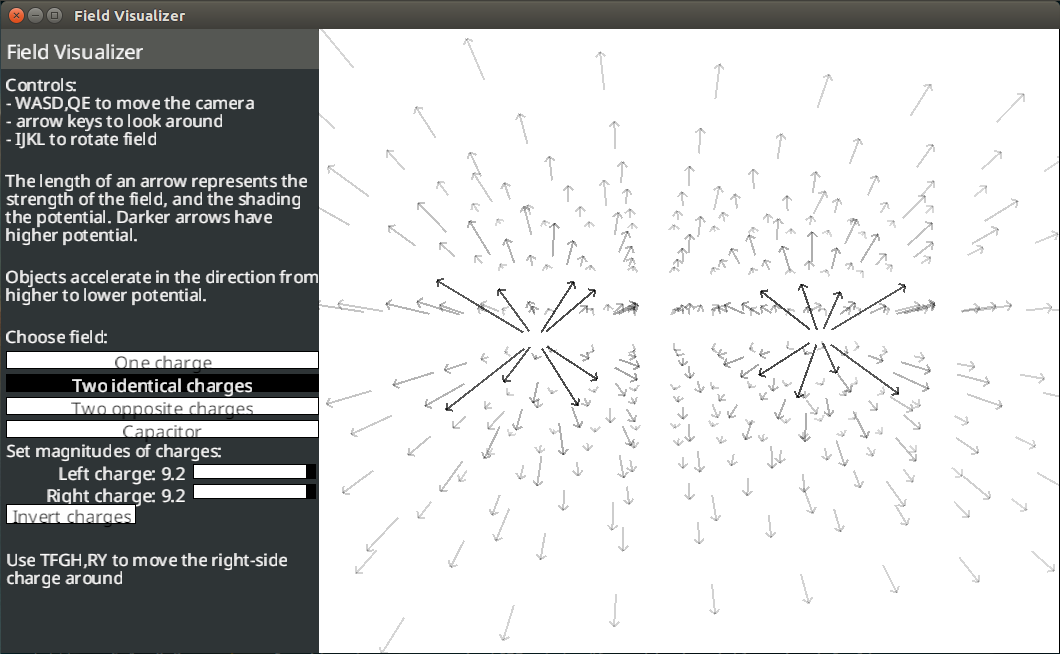 Field Visualizer
Field Visualizer
Controls:
- WASD,QE to move the camera
- arrow keys to look around
- IJKL to rotate field
The length of an arrow represents the
strength of the field, and the shading
the potential. Darker arrows have
higher potential.
Objects accelerate in the direction from
higher to lower potential.
Choose field:
One charge
Two identical charges
Two opposite charges
Capacitor
Set magnitudes of charges:
Left charge: 9.2
Right charge: 9.2
Invert charges
Use TFGH,RY to move the right-side
charge around